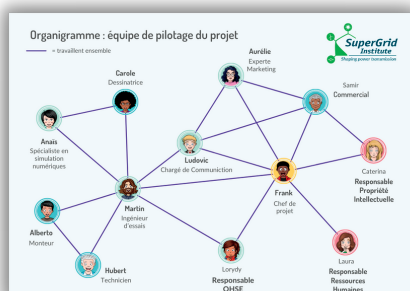 Organigramme : équipe de pilotage du projet
= travaillent ensemble
SuperGrid
Institute
Shaping power transmission
Aurélie
Experte
Marketing
Carole
Dessinatrice
Samir
Commercial
Anaïs
Spécialiste en
simulation
numériques
Ludovic
Chargé de Communiction
Caterina
Responsable
Propriété
Intellectuelle
Frank
Chef de
projet
Martin
Ingénieur
d'essais
Alberto
Monteur
Hubert
Technicien
Lorydy
Responsable
QHSE
Laura
Responsable
Ressources
Humaines